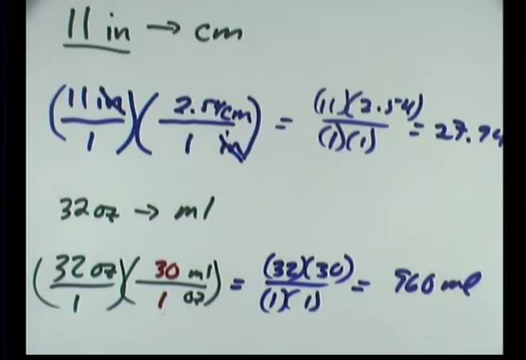 11 in → cm
(11 in/1)(2.54 cm/1 in) = (11)(2.54)/(1)(1) = 27.94
32 oz → ml
(32 oz/1)(30 ml/1 oz) = (32)(30)/(1)(1) = 960 ml